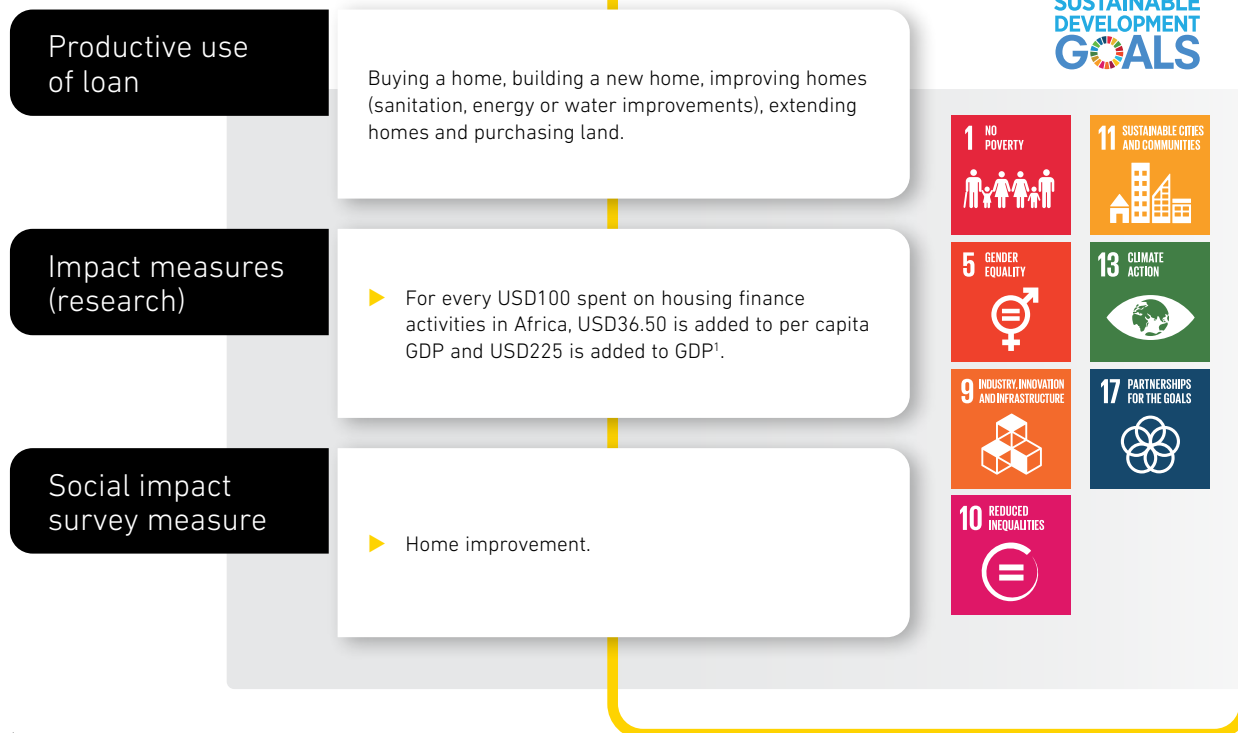 SUSTAINABLE
DEVELOPMENT
GOALS
Productive use
of loan
Buying a home, building a new home, improving homes
(sanitation, energy or water improvements), extending
homes and purchasing land.
Impact measures
(research)
For every USD100 spent on housing finance
activities in Africa, USD36.50 is added to per capita
GDP and USD225 is added to GDP¹.
Social impact
survey measure
Home improvement.
1 NO
POVERTY
11 SUSTAINABLE CITIES
AND COMMUNITIES
5 GENDER
EQUALITY
13 CLIMATE
ACTION
9 INDUSTRY, INNOVATION
AND INFRASTRUCTURE
17 PARTNERSHIPS
FOR THE GOALS
10 REDUCED
INEQUALITIES